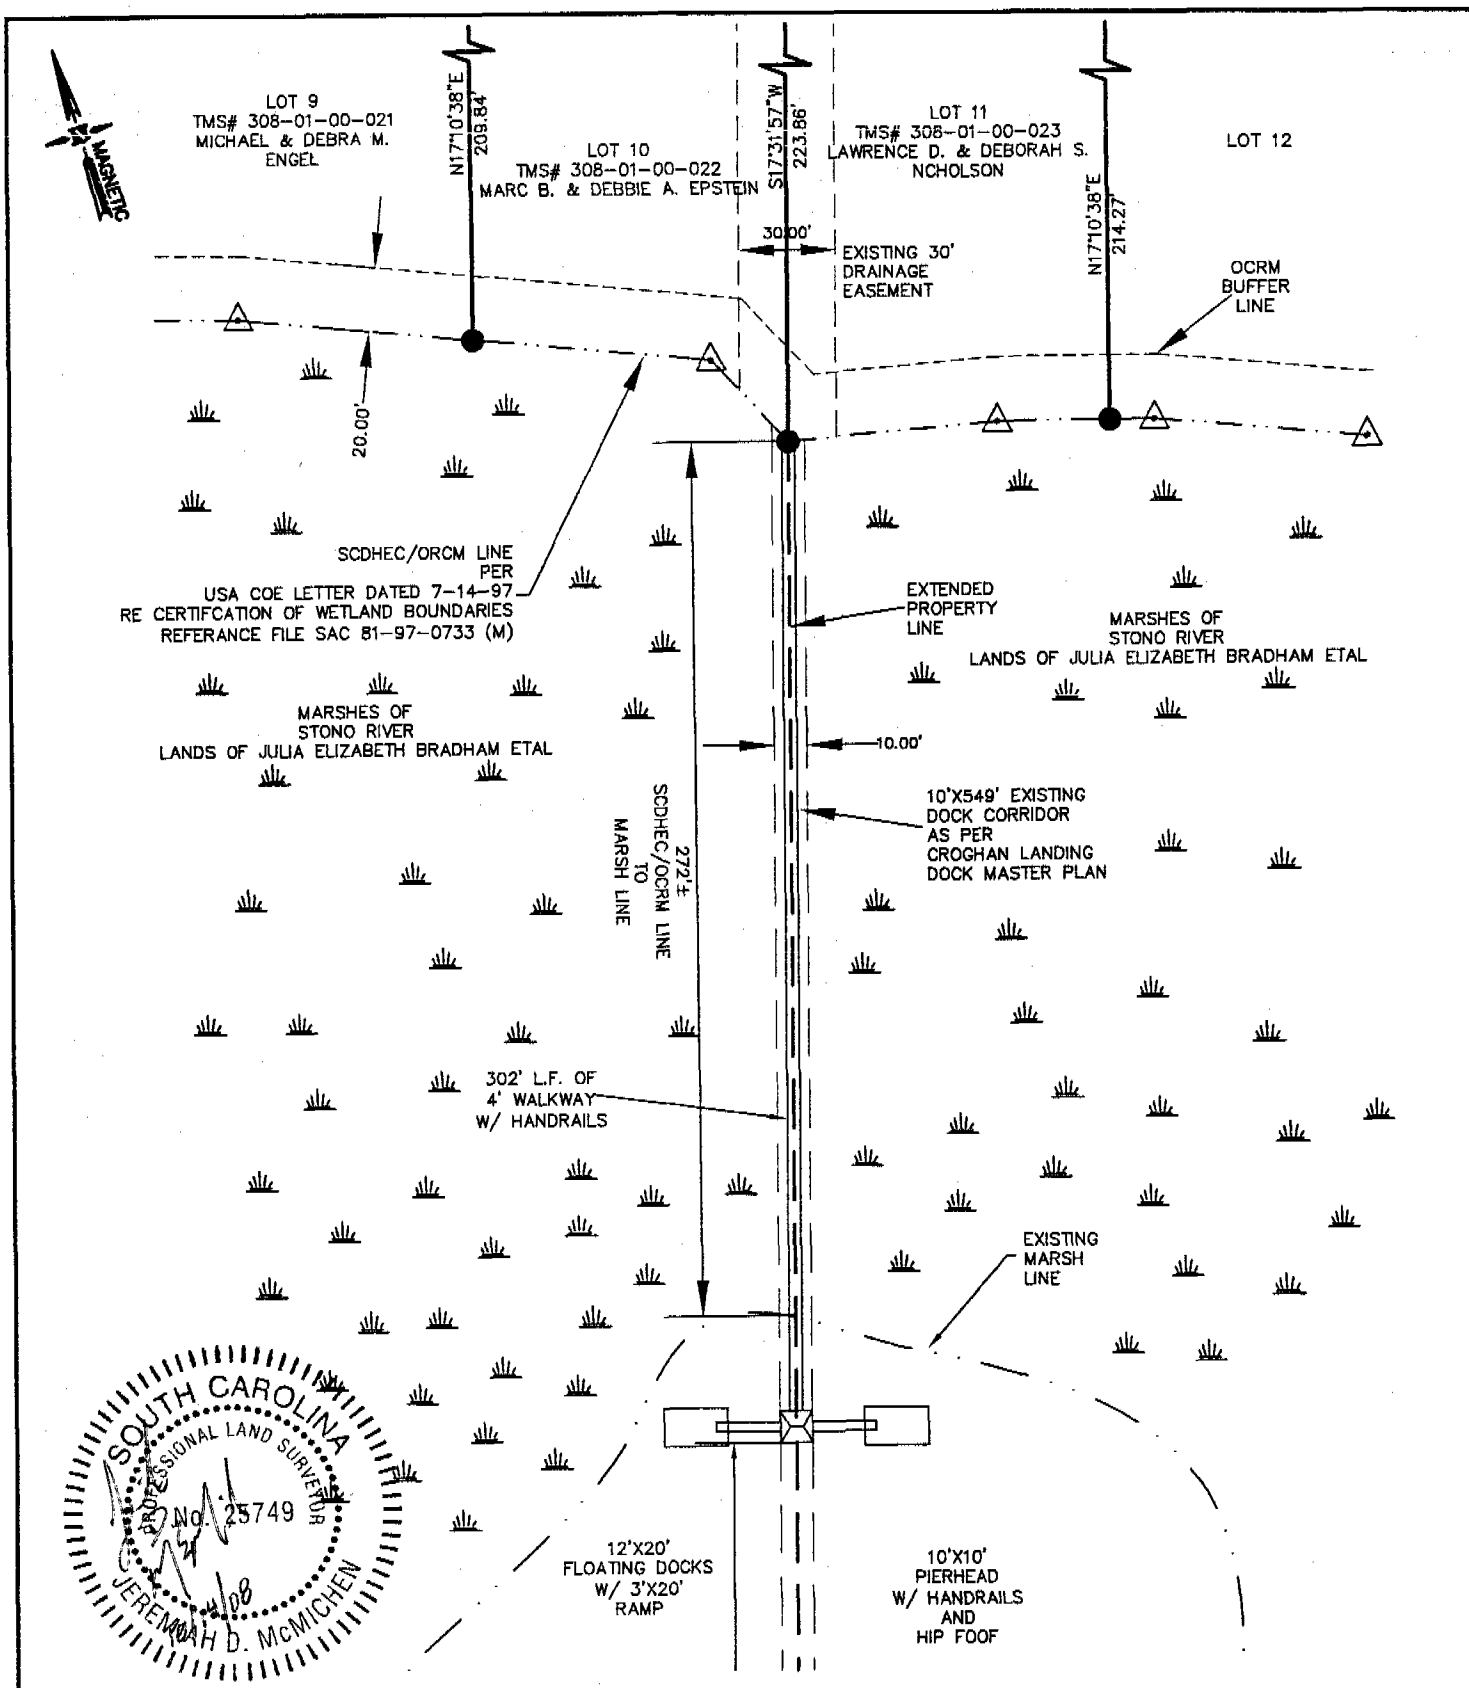 MAGNETIC
LOT 9
TMS# 308-01-00-021
MICHAEL & DEBRA M.
ENGEL
N17°10'38"E
209.84'
LOT 10
TMS# 308-01-00-022
MARC B. & DEBBIE A. EPSTEIN
S17°31'57"W
223.86'
LOT 11
TMS# 308-01-00-023
LAWRENCE D. & DEBORAH S.
NCHOLSON
N17°10'38"E
214.27'
LOT 12
30.00'
EXISTING 30'
DRAINAGE
EASEMENT
OCRM
BUFFER
LINE
20.00'
SCDHEC/ORCM LINE
PER
USA COE LETTER DATED 7-14-97
RE CERTIFCATION OF WETLAND BOUNDARIES
REFERANCE FILE SAC 81-97-0733 (M)
EXTENDED
PROPERTY
LINE
MARSHES OF
STONO RIVER
LANDS OF JULIA ELIZABETH BRADHAM ETAL
MARSHES OF
STONO RIVER
LANDS OF JULIA ELIZABETH BRADHAM ETAL
10.00'
272'±
SCDHEC/OCRM LINE
TO
MARSH LINE
10'X549' EXISTING
DOCK CORRIDOR
AS PER
CROGHAN LANDING
DOCK MASTER PLAN
302' L.F. OF
4' WALKWAY
W/ HANDRAILS
EXISTING
MARSH
LINE
SOUTH CAROLINA
PROFESSIONAL LAND SURVEYOR
No. 25749
JEREMIAH D. McMICHEN
12'X20'
FLOATING DOCKS
W/ 3'X20'
RAMP
10'X10'
PIERHEAD
W/ HANDRAILS
AND
HIP FOOF